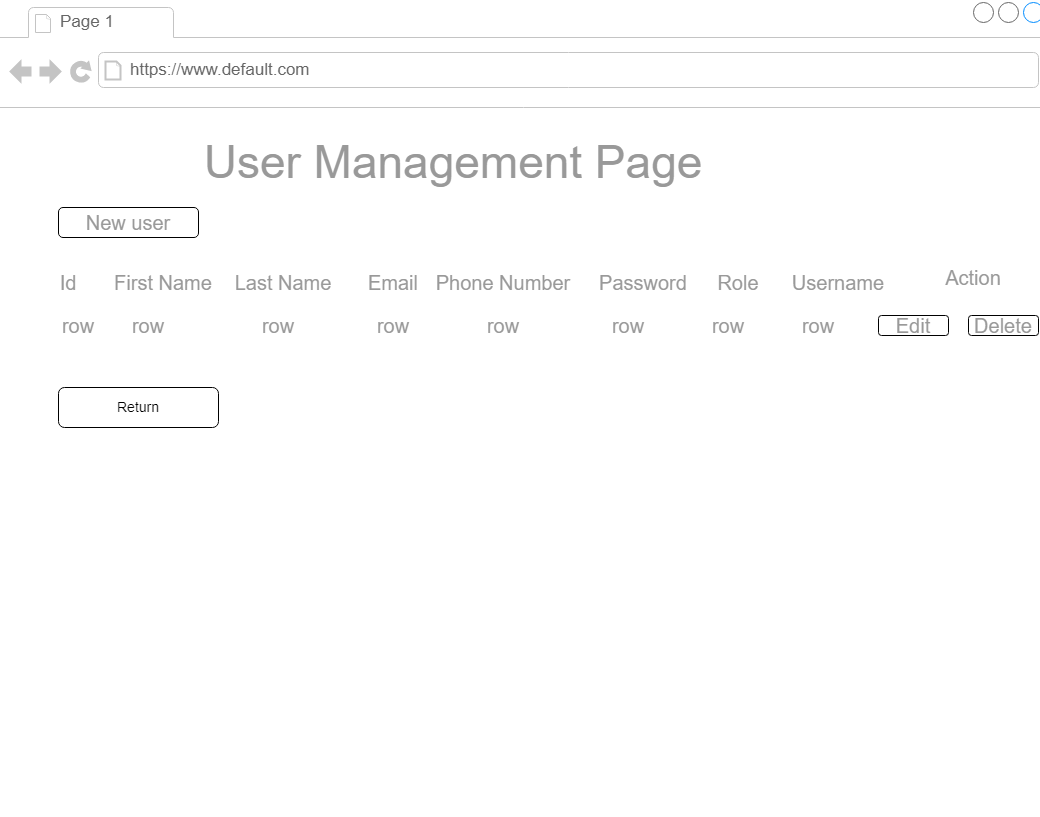 Page 1
https://www.default.com
User Management Page
New user
Id First Name Last Name Email Phone Number Password Role Username Action
row row row row row row row row Edit Delete
Return